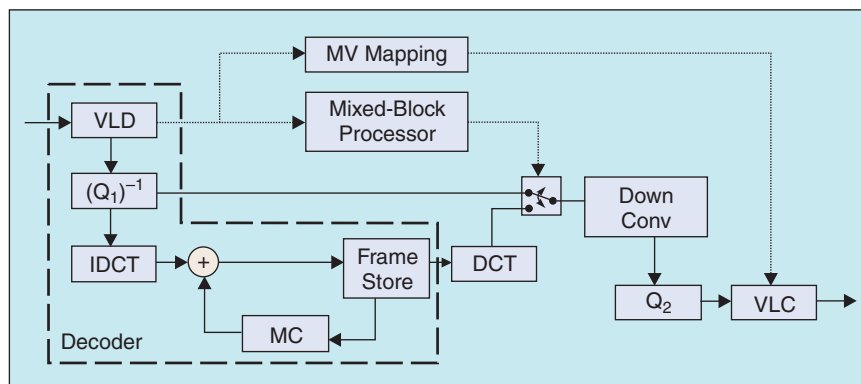 MV Mapping
VLD
Mixed-Block
Processor
(Q₁)⁻¹
Down
Conv
IDCT
+
Frame
Store
DCT
Q₂
VLC
MC
Decoder